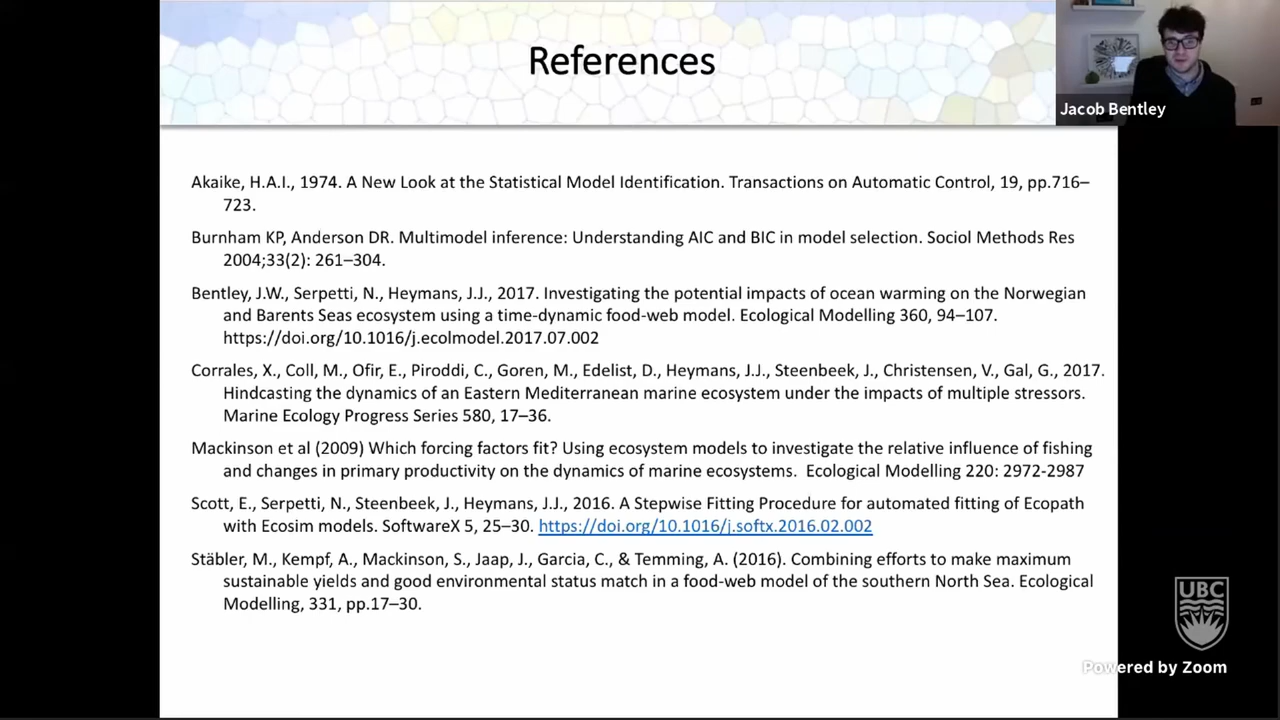 References
Jacob Bentley
Akaike, H.A.I., 1974. A New Look at the Statistical Model Identification. Transactions on Automatic Control, 19, pp.716–
723.
Burnham KP, Anderson DR. Multimodel inference: Understanding AIC and BIC in model selection. Sociol Methods Res
2004;33(2): 261–304.
Bentley, J.W., Serpetti, N., Heymans, J.J., 2017. Investigating the potential impacts of ocean warming on the Norwegian
and Barents Seas ecosystem using a time-dynamic food-web model. Ecological Modelling 360, 94–107.
https://doi.org/10.1016/j.ecolmodel.2017.07.002
Corrales, X., Coll, M., Ofir, E., Piroddi, C., Goren, M., Edelist, D., Heymans, J.J., Steenbeek, J., Christensen, V., Gal, G., 2017.
Hindcasting the dynamics of an Eastern Mediterranean marine ecosystem under the impacts of multiple stressors.
Marine Ecology Progress Series 580, 17–36.
Mackinson et al (2009) Which forcing factors fit? Using ecosystem models to investigate the relative influence of fishing
and changes in primary productivity on the dynamics of marine ecosystems. Ecological Modelling 220: 2972-2987
Scott, E., Serpetti, N., Steenbeek, J., Heymans, J.J., 2016. A Stepwise Fitting Procedure for automated fitting of Ecopath
with Ecosim models. SoftwareX 5, 25–30. https://doi.org/10.1016/j.softx.2016.02.002
Stäbler, M., Kempf, A., Mackinson, S., Jaap, J., Garcia, C., & Temming, A. (2016). Combining efforts to make maximum
sustainable yields and good environmental status match in a food-web model of the southern North Sea. Ecological
Modelling, 331, pp.17–30.
UBC
Powered by Zoom